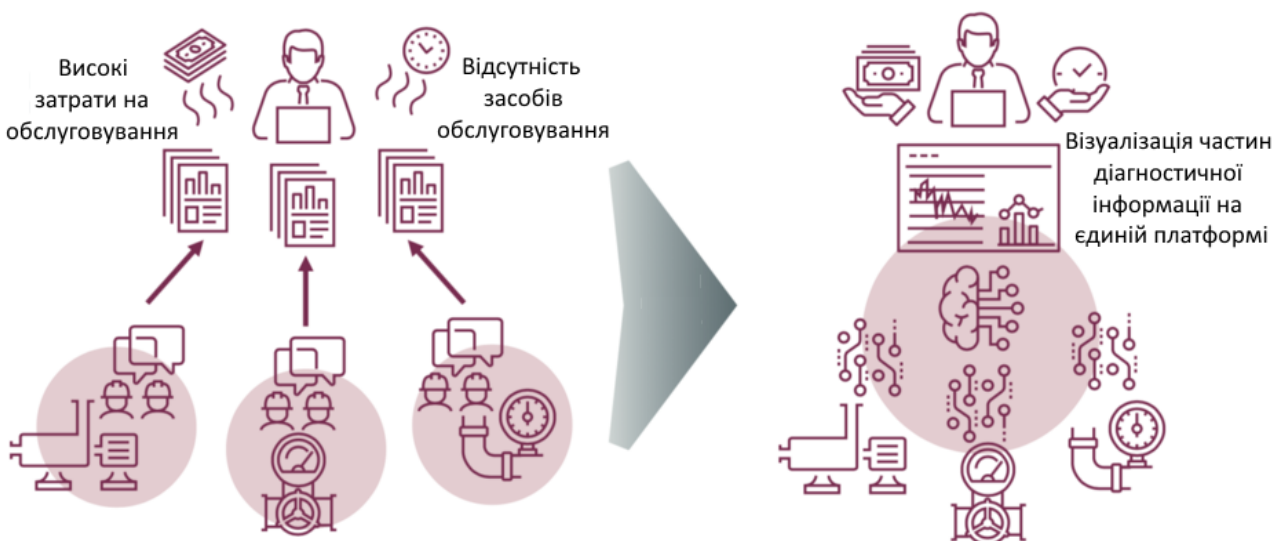 Високі
затрати на
обслуговування
Відсутність
засобів
обслуговування
Візуалізація частин
діагностичної
інформації на
єдиній платформі